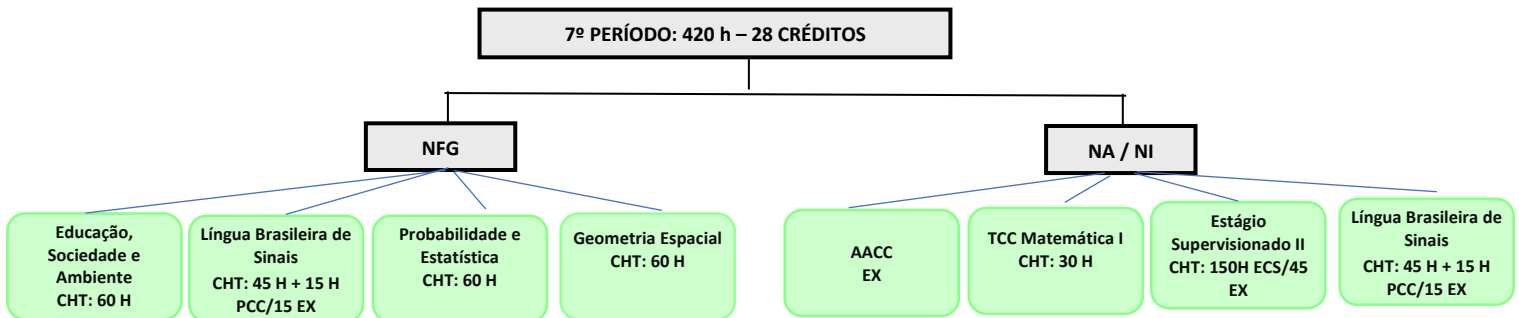 7º PERÍODO: 420 h – 28 CRÉDITOS
NFG
NA / NI
Educação,
Sociedade e
Ambiente
CHT: 60 H
Língua Brasileira de
Sinais
CHT: 45 H + 15 H
PCC/15 EX
Probabilidade e
Estatística
CHT: 60 H
Geometria Espacial
CHT: 60 H
AACC
EX
TCC Matemática I
CHT: 30 H
Estágio
Supervisionado II
CHT: 150H ECS/45
EX
Língua Brasileira de
Sinais
CHT: 45 H + 15 H
PCC/15 EX